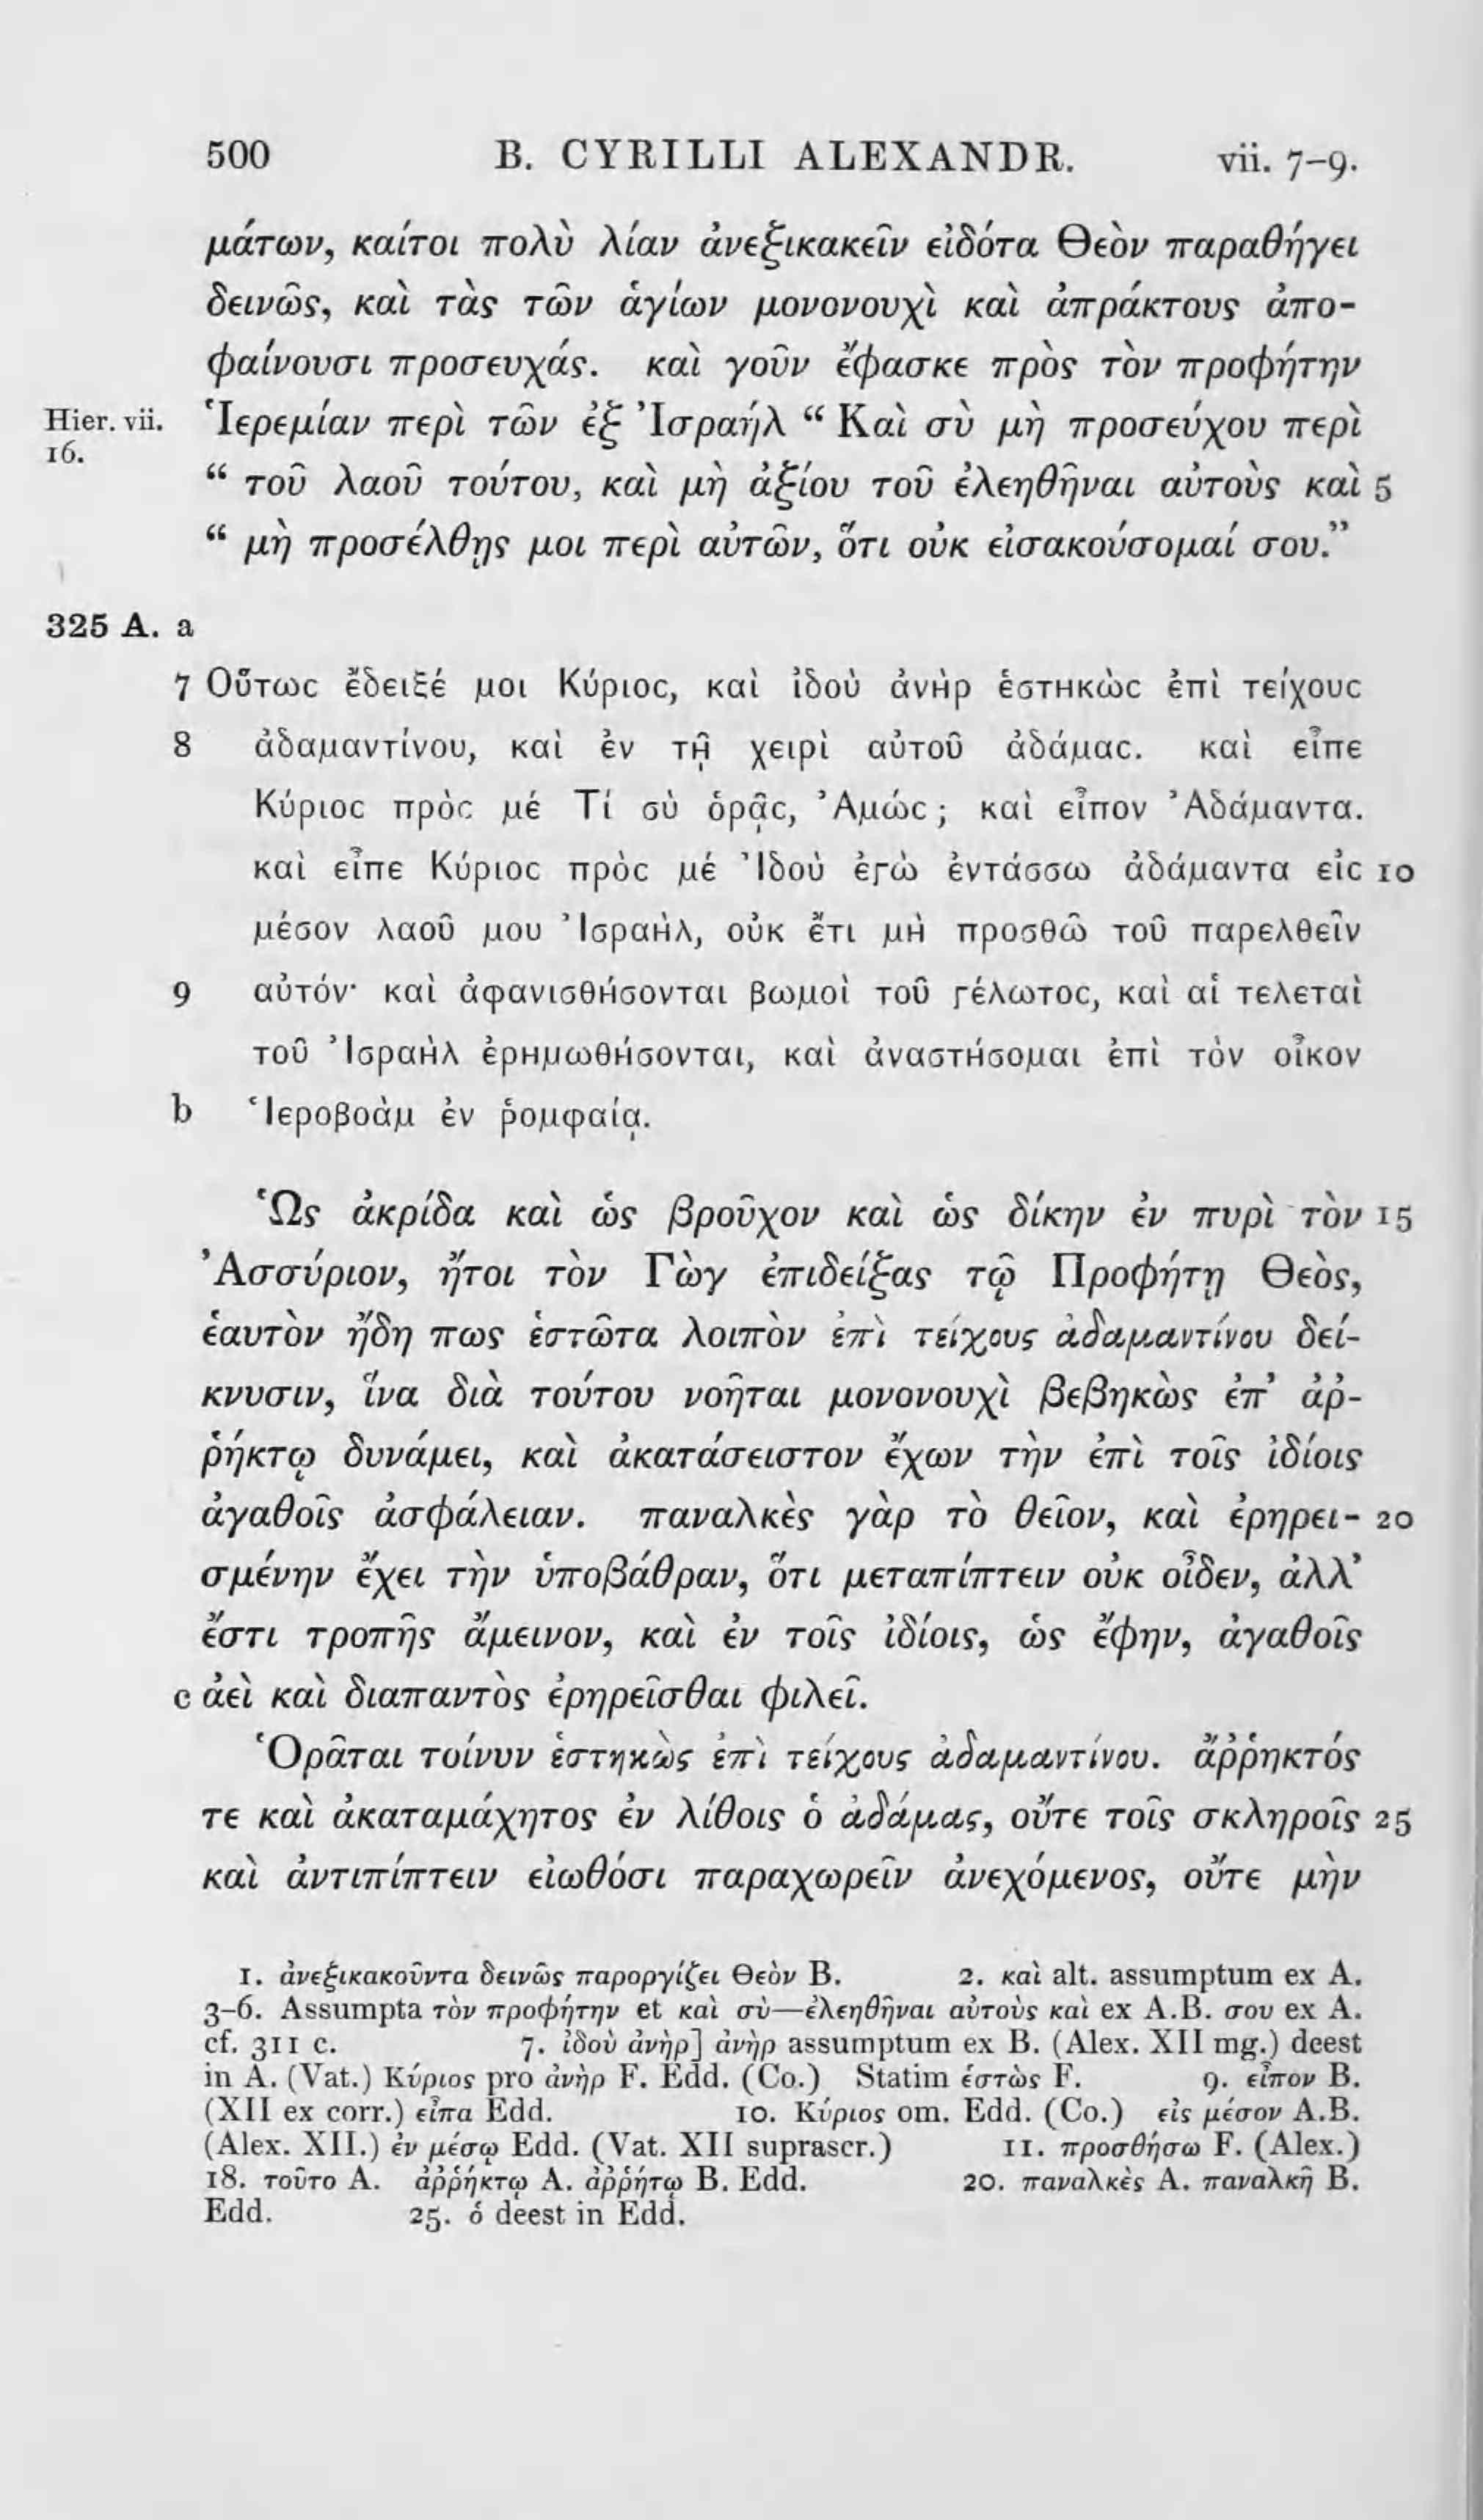 500 B. CYRILLI ALEXANDR. vii. 7-9.
μάτων, καίτοι πολὺ λίαν ἀνεξικακεῖν εἰδότα Θεὸν παραθήγει
δεινῶς, καὶ τὰς τῶν ἁγίων μονονουχὶ καὶ ἀπράκτους ἀπο-
φαίνουσι προσευχάς. καὶ γοῦν ἔφασκε πρὸς τὸν προφήτην
Hier. vii. Ἱερεμίαν περὶ τῶν ἐξ Ἰσραὴλ “ Καὶ σὺ μὴ προσεύχου περὶ
16.
“ τοῦ λαοῦ τούτου, καὶ μὴ ἀξίου τοῦ ἐλεηθῆναι αὐτοὺς καὶ 5
“ μὴ προσέλθῃς μοι περὶ αὐτῶν, ὅτι οὐκ εἰσακούσομαί σου.”
325 A. a
7 Οὕτως ἔδειξέ μοι Κύριος, καὶ ἰδοὺ ἀνὴρ ἑστηκὼς ἐπὶ τείχους
8 ἀδαμαντίνου, καὶ ἐν τῇ χειρὶ αὐτοῦ ἀδάμας. καὶ εἶπε
Κύριος πρὸς μέ Τί σὺ ὁρᾷς, Ἀμώς; καὶ εἶπον Ἀδάμαντα.
καὶ εἶπε Κύριος πρὸς μέ Ἰδοὺ ἐγὼ ἐντάσσω ἀδάμαντα εἰς 10
μέσον λαοῦ μου Ἰσραὴλ, οὐκ ἔτι μὴ προσθῶ τοῦ παρελθεῖν
9 αὐτόν· καὶ ἀφανισθήσονται βωμοὶ τοῦ γέλωτος, καὶ αἱ τελεταὶ
τοῦ Ἰσραὴλ ἐρημωθήσονται, καὶ ἀναστήσομαι ἐπὶ τὸν οἶκον
b Ἱεροβοὰμ ἐν ῥομφαίᾳ.
Ὡς ἀκρίδα καὶ ὡς βροῦχον καὶ ὡς δίκην ἐν πυρὶ τὸν 15
Ἀσσύριον, ἤτοι τὸν Γὼγ ἐπιδείξας τῷ Προφήτῃ Θεὸς,
ἑαυτὸν ἤδη πως ἑστῶτα λοιπὸν ἐπὶ τείχους ἀδαμαντίνου δεί-
κνυσιν, ἵνα διὰ τούτου νοῆται μονονουχὶ βεβηκὼς ἐπ’ ἀῤ-
ῥήκτῳ δυνάμει, καὶ ἀκατάσειστον ἔχων τὴν ἐπὶ τοῖς ἰδίοις
ἀγαθοῖς ἀσφάλειαν. παναλκὲς γὰρ τὸ θεῖον, καὶ ἐρηρει- 20
σμένην ἔχει τὴν ὑποβάθραν, ὅτι μεταπίπτειν οὐκ οἶδεν, ἀλλ’
ἔστι τροπῆς ἄμεινον, καὶ ἐν τοῖς ἰδίοις, ὡς ἔφην, ἀγαθοῖς
c ἀεὶ καὶ διαπαντὸς ἐρηρεῖσθαι φιλεῖ.
Ὁρᾶται τοίνυν ἑστηκὼς ἐπὶ τείχους ἀδαμαντίνου. ἄῤῥηκτός
τε καὶ ἀκαταμάχητος ἐν λίθοις ὁ ἀδάμας, οὔτε τοῖς σκληροῖς 25
καὶ ἀντιπίπτειν εἰωθόσι παραχωρεῖν ἀνεχόμενος, οὔτε μὴν
1. ἀνεξικακοῦντα δεινῶς παροργίζει Θεὸν B. 2. καὶ alt. assumptum ex A.
3-6. Assumpta τὸν προφήτην et καὶ σὺ—ἐλεηθῆναι αὐτοὺς καὶ ex A.B. σου ex A.
cf. 311 c. 7. ἰδοὺ ἀνὴρ] ἀνὴρ assumptum ex B. (Alex. XII mg.) deest
in A. (Vat.) Κύριος pro ἀνὴρ F. Edd. (Co.) Statim ἑστὼς F. 9. εἶπον B.
(XII ex corr.) εἶπα Edd. 10. Κύριος om. Edd. (Co.) εἰς μέσον A.B.
(Alex. XII.) ἐν μέσῳ Edd. (Vat. XII suprascr.) 11. προσθήσω F. (Alex.)
18. τοῦτο A. ἀῤῥήκτῳ A. ἀῤῥήτῳ B. Edd. 20. παναλκὲς A. παναλκῆ B.
Edd. 25. ὁ deest in Edd.